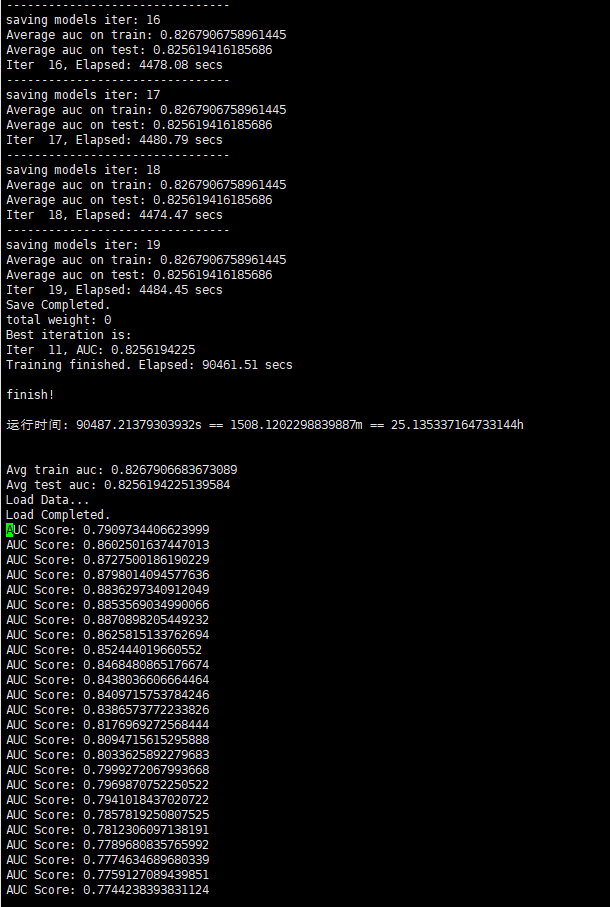 --------------------------------
saving models iter: 16
Average auc on train: 0.8267906758961445
Average auc on test: 0.825619416185686
Iter  16, Elapsed: 4478.08 secs
--------------------------------
saving models iter: 17
Average auc on train: 0.8267906758961445
Average auc on test: 0.825619416185686
Iter  17, Elapsed: 4480.79 secs
--------------------------------
saving models iter: 18
Average auc on train: 0.8267906758961445
Average auc on test: 0.825619416185686
Iter  18, Elapsed: 4474.47 secs
--------------------------------
saving models iter: 19
Average auc on train: 0.8267906758961445
Average auc on test: 0.825619416185686
Iter  19, Elapsed: 4484.45 secs
Save Completed.
total weight: 0
Best iteration is:
Iter  11, AUC: 0.8256194225
Training finished. Elapsed: 90461.51 secs
finish!
运行时间: 90487.21379303932s == 1508.1202298839887m == 25.135337164733144h
Avg train auc: 0.8267906683673089
Avg test auc: 0.8256194225139584
Load Data...
Load Completed.
AUC Score: 0.7909734406623999
AUC Score: 0.8602501637447013
AUC Score: 0.8727500186190229
AUC Score: 0.8798014094577636
AUC Score: 0.8836297340912049
AUC Score: 0.8853569034990066
AUC Score: 0.8870898205449232
AUC Score: 0.8625815133762694
AUC Score: 0.852444019660552
AUC Score: 0.8468480865176674
AUC Score: 0.8438036606664464
AUC Score: 0.8409715753784246
AUC Score: 0.8386573772233826
AUC Score: 0.8176969272568444
AUC Score: 0.8094715615295888
AUC Score: 0.8033625892279683
AUC Score: 0.7999272067993668
AUC Score: 0.7969870752250522
AUC Score: 0.7941018437020722
AUC Score: 0.7857819250807525
AUC Score: 0.7812306097138191
AUC Score: 0.7789680835765992
AUC Score: 0.7774634689680339
AUC Score: 0.7759127089439851
AUC Score: 0.7744238393831124